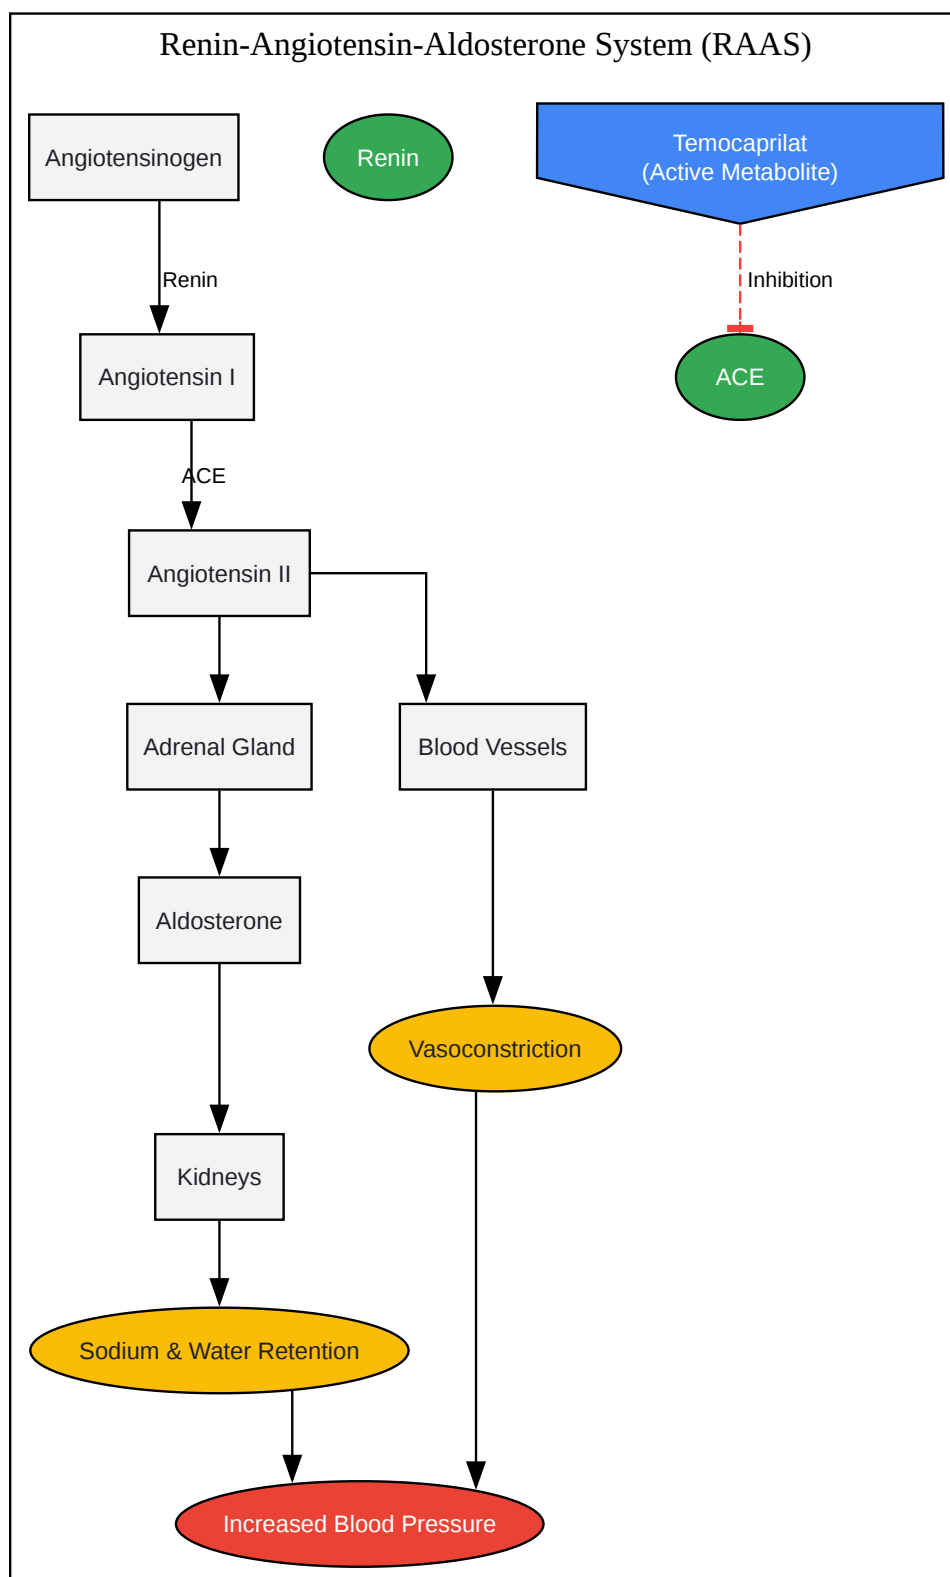 Renin-Angiotensin-Aldosterone System (RAAS)
Angiotensinogen
Renin
Temocaprilat
(Active Metabolite)
Renin
Inhibition
Angiotensin I
ACE
ACE
Angiotensin II
Adrenal Gland
Blood Vessels
Aldosterone
Vasoconstriction
Kidneys
Sodium & Water Retention
Increased Blood Pressure